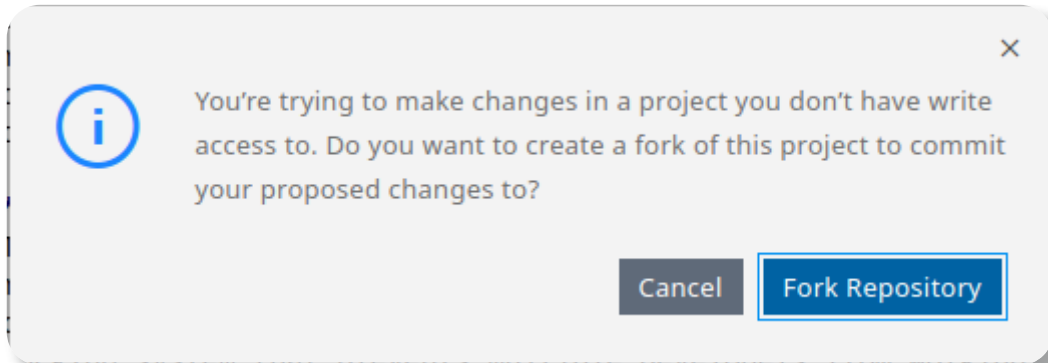 You’re trying to make changes in a project you don’t have write
access to. Do you want to create a fork of this project to commit
your proposed changes to?
Cancel
Fork Repository